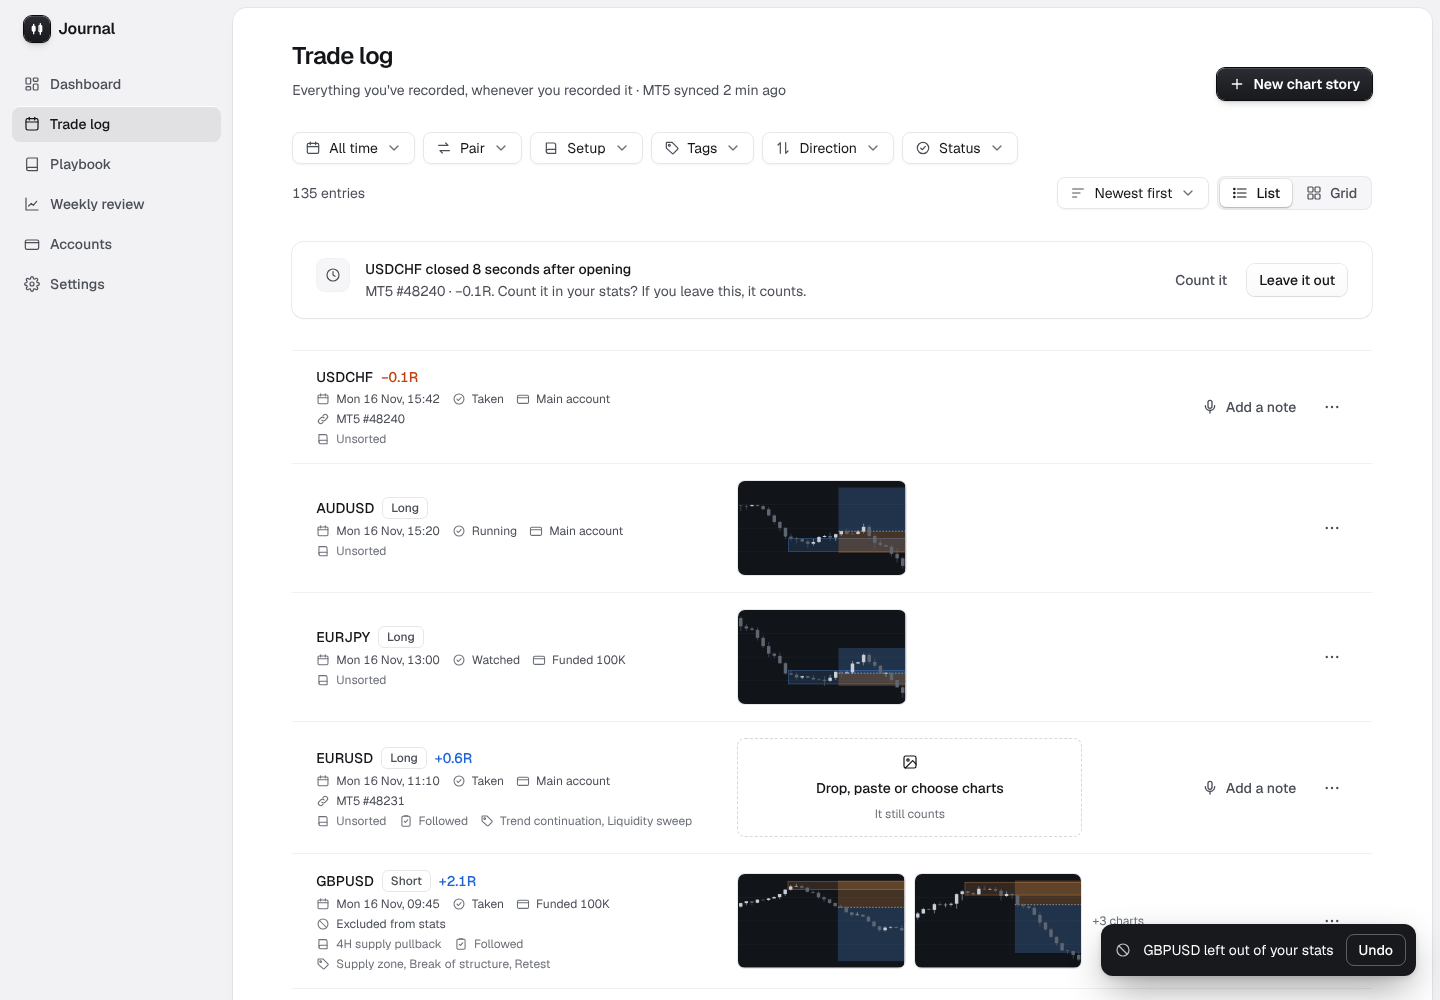 Journal
Dashboard
Trade log
Playbook
Weekly review
Accounts
Settings
Trade log
Everything you've recorded, whenever you recorded it · MT5 synced 2 min ago
New chart story
All time
Pair
Setup
Tags
Direction
Status
135 entries
Newest first
List
Grid
USDCHF closed 8 seconds after opening
MT5 #48240 · −0.1R. Count it in your stats? If you leave this, it counts.
Count it
Leave it out
USDCHF −0.1R
Mon 16 Nov, 15:42 Taken Main account
MT5 #48240
Unsorted
Add a note
AUDUSD Long
Mon 16 Nov, 15:20 Running Main account
Unsorted
EURJPY Long
Mon 16 Nov, 13:00 Watched Funded 100K
Unsorted
EURUSD Long +0.6R
Mon 16 Nov, 11:10 Taken Main account
MT5 #48231
Unsorted Followed Trend continuation, Liquidity sweep
Drop, paste or choose charts
It still counts
Add a note
GBPUSD Short +2.1R
Mon 16 Nov, 09:45 Taken Funded 100K
Excluded from stats
4H supply pullback Followed
Supply zone, Break of structure, Retest
+3 charts
GBPUSD left out of your stats
Undo